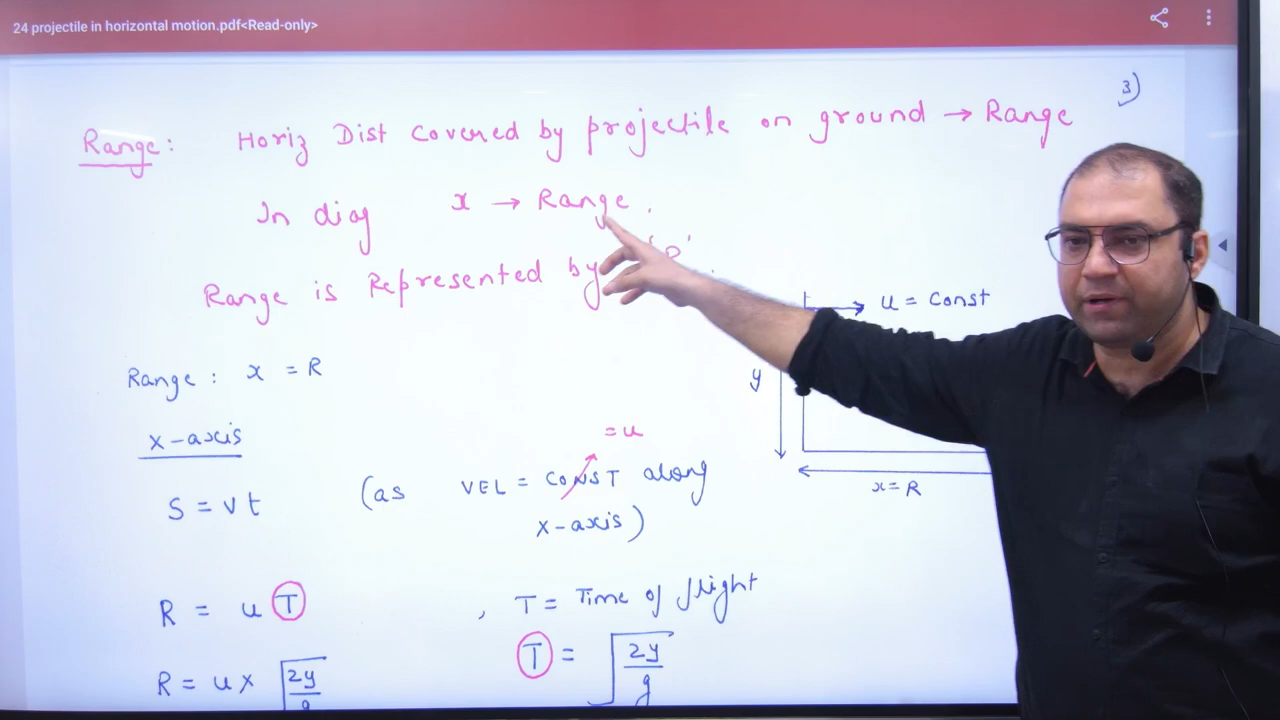 24 projectile in horizontal motion.pdf<Read-only>
3)
Range: Horiz Dist Covered by projectile on ground → Range
In diag x → Range.
Range is Represented by
u = Const
Range: x = R
y
x-axis
= u
S = vt (as VEL = CONST along
x-axis)
x = R
R = u T , T = Time of flight
T = √2y/g
R = u x √2y/g